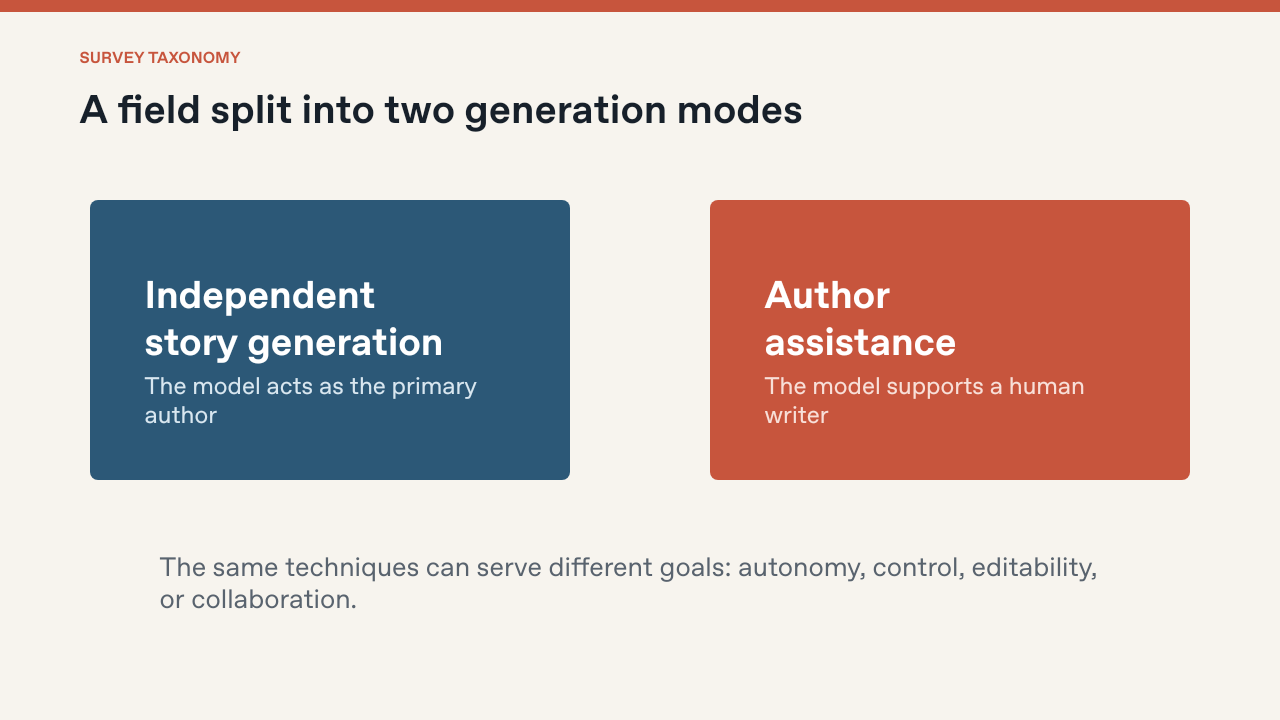 SURVEY TAXONOMY
A field split into two generation modes
Independent
story generation
The model acts as the primary
author
Author
assistance
The model supports a human
writer
The same techniques can serve different goals: autonomy, control, editability,
or collaboration.